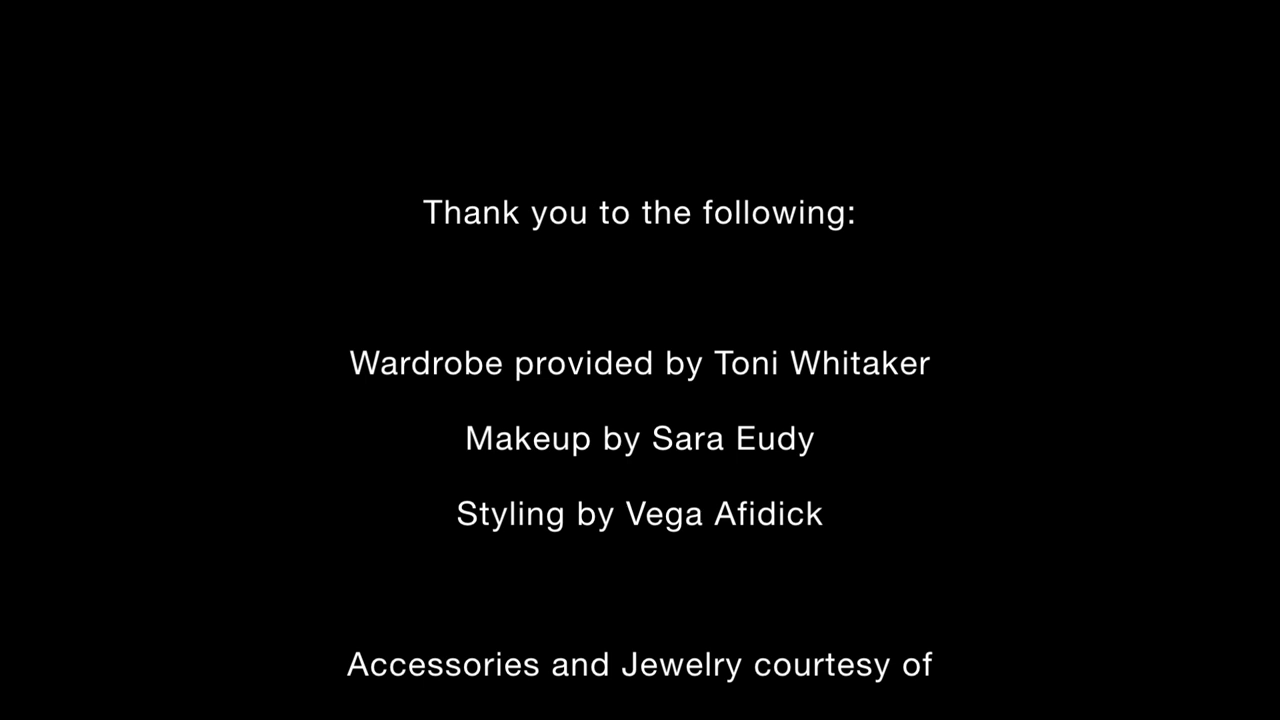 Thank you to the following:
Wardrobe provided by Toni Whitaker
Makeup by Sara Eudy
Styling by Vega Afidick
Accessories and Jewelry courtesy of